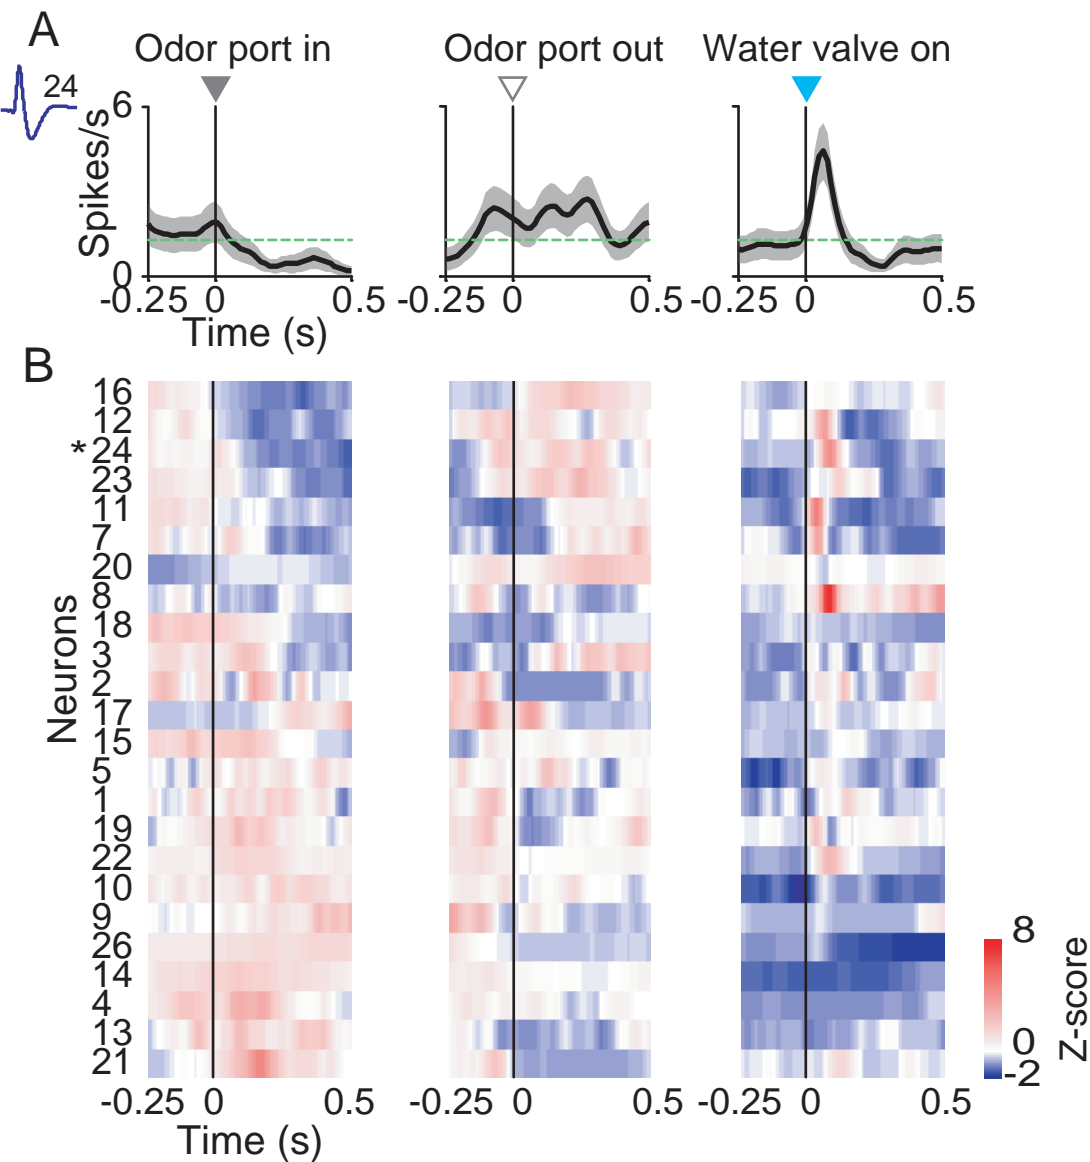 A
Odor port in
Odor port out
Water valve on
24
6
Spikes/s
0
-0.25 0 0.5
-0.25 0 0.5
-0.25 0 0.5
Time (s)
B
16
12
* 24
23
11
7
20
8
18
3
2
17
15
5
1
19
22
10
9
26
14
4
13
21
Neurons
8
0
-2
Z-score
-0.25 0 0.5
-0.25 0 0.5
-0.25 0 0.5
Time (s)